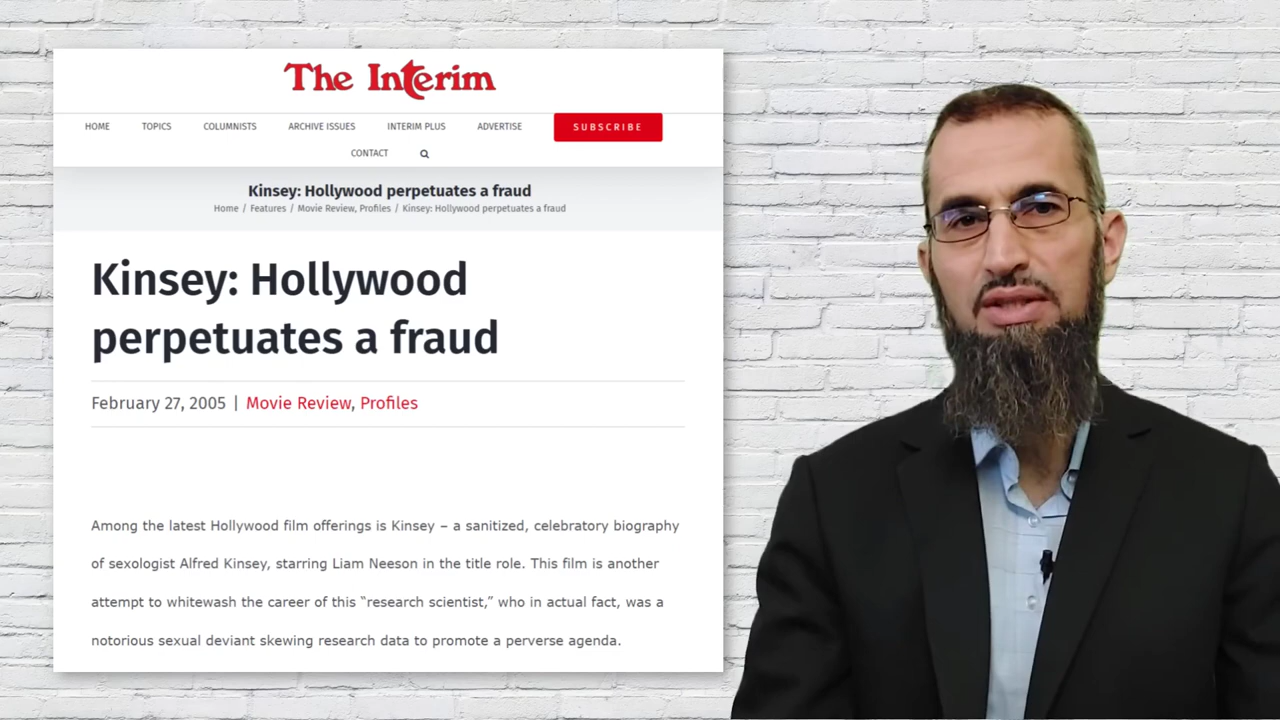 The Interim
HOME TOPICS COLUMNISTS ARCHIVE ISSUES INTERIM PLUS ADVERTISE SUBSCRIBE
CONTACT
Kinsey: Hollywood perpetuates a fraud
Home / Features / Movie Review, Profiles / Kinsey: Hollywood perpetuates a fraud
Kinsey: Hollywood
perpetuates a fraud
February 27, 2005 | Movie Review, Profiles
Among the latest Hollywood film offerings is Kinsey – a sanitized, celebratory biography
of sexologist Alfred Kinsey, starring Liam Neeson in the title role. This film is another
attempt to whitewash the career of this “research scientist,” who in actual fact, was a
notorious sexual deviant skewing research data to promote a perverse agenda.